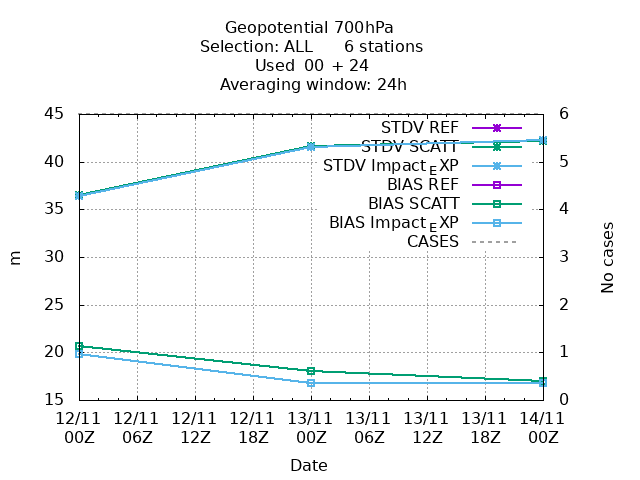 Geopotential 700hPa
Selection: ALL 6 stations
Used 00 + 24
Averaging window: 24h
45
40
35
30
25
20
15
m
6
5
4
3
2
1
0
No cases
STDV REF
STDV SCATT
STDV Impact_EXP
BIAS REF
BIAS SCATT
BIAS Impact_EXP
CASES
12/11 12/11 12/11 12/11 13/11 13/11 13/11 13/11 14/11
00Z 06Z 12Z 18Z 00Z 06Z 12Z 18Z 00Z
Date